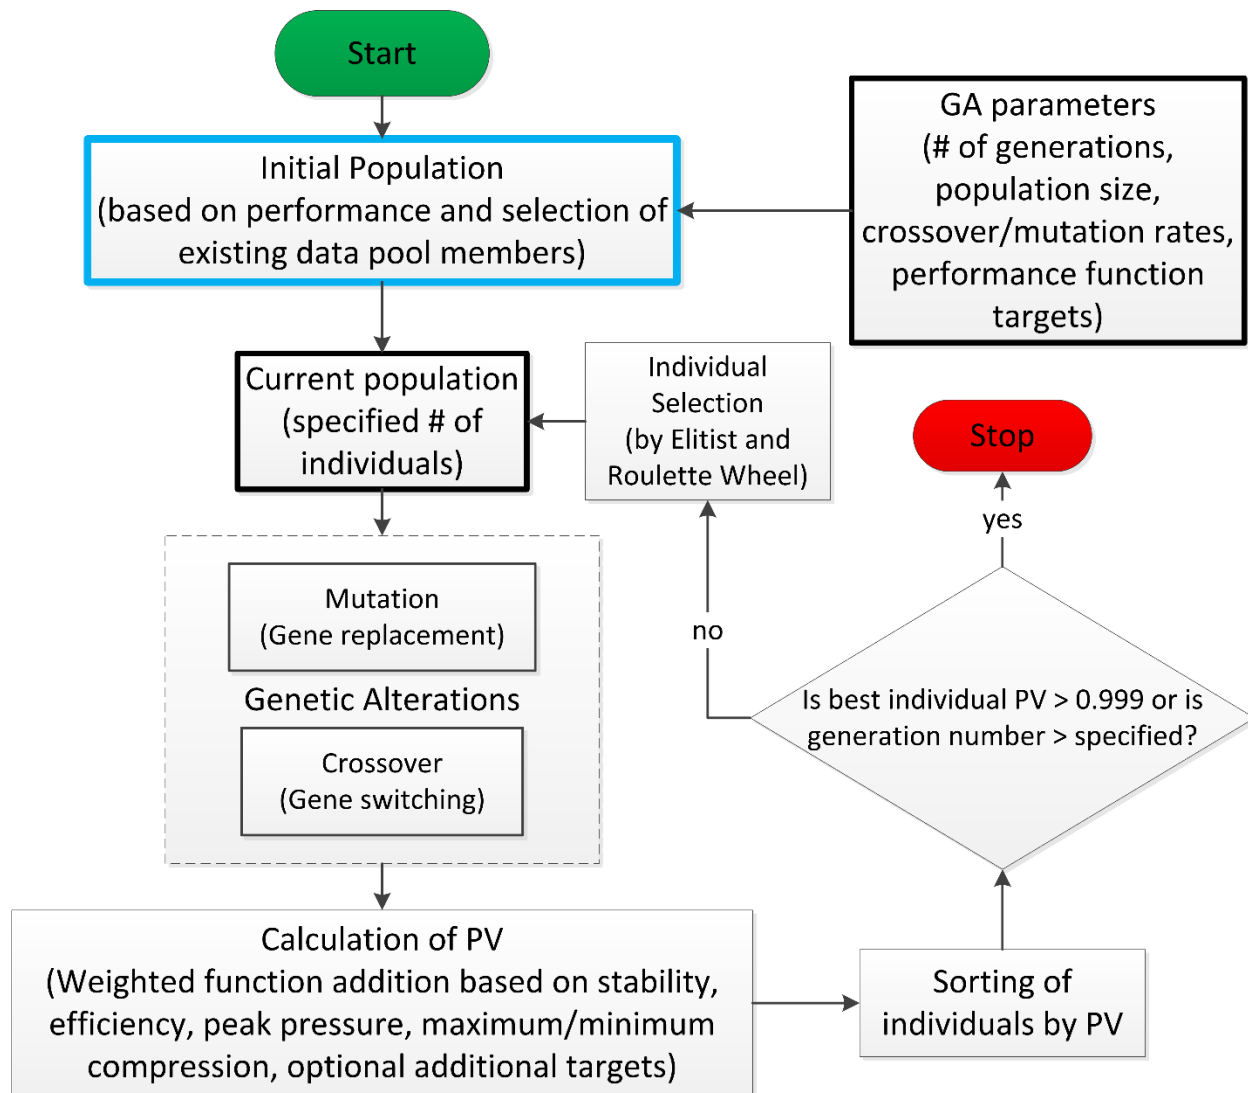 Start
Initial Population
(based on performance and selection of
existing data pool members)
GA parameters
(# of generations,
population size,
crossover/mutation rates,
performance function
targets)
Current population
(specified # of
individuals)
Individual
Selection
(by Elitist and
Roulette Wheel)
Stop
yes
no
Mutation
(Gene replacement)
Genetic Alterations
Crossover
(Gene switching)
Is best individual PV > 0.999 or is
generation number > specified?
Calculation of PV
(Weighted function addition based on stability,
efficiency, peak pressure, maximum/minimum
compression, optional additional targets)
Sorting of
individuals by PV